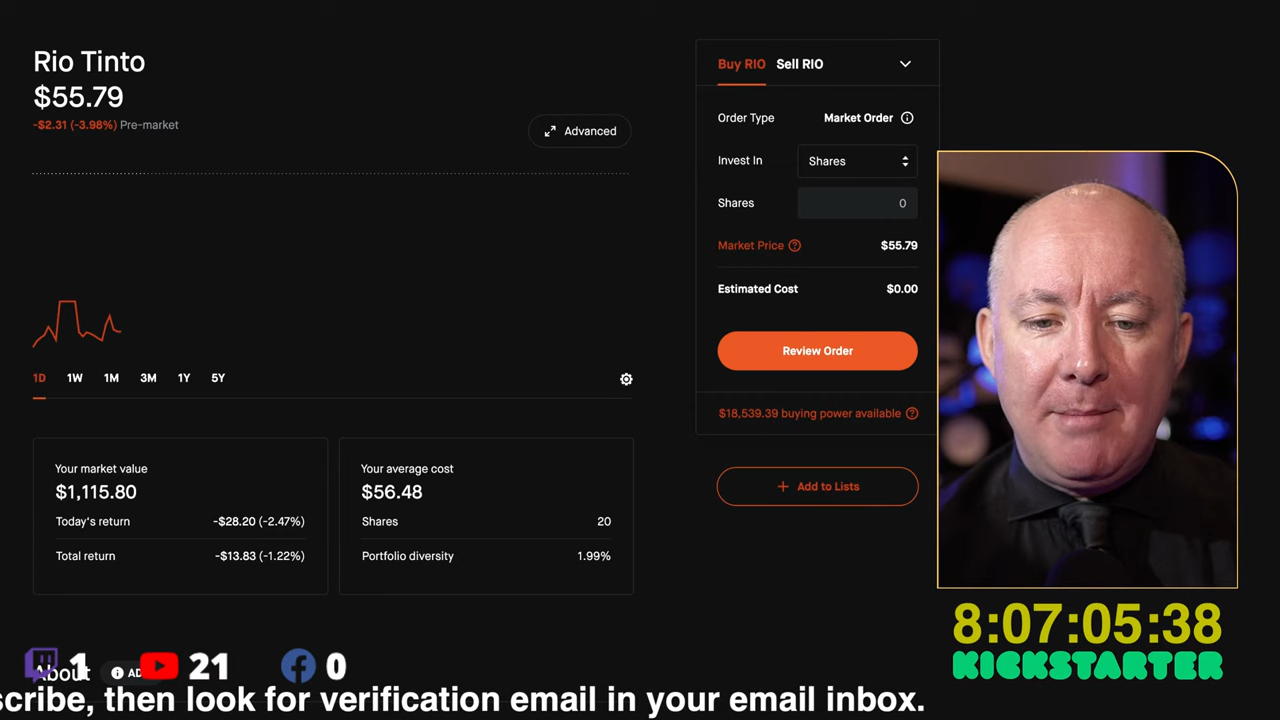 Rio Tinto
$55.79
-$2.31 (-3.98%) Pre-market
Advanced
1D 1W 1M 3M 1Y 5Y
Your market value
$1,115.80
Today's return -$28.20 (-2.47%)
Total return -$13.83 (-1.22%)
Your average cost
$56.48
Shares 20
Portfolio diversity 1.99%
Buy RIO Sell RIO
Order Type Market Order
Invest In Shares
Shares 0
Market Price $55.79
Estimated Cost $0.00
Review Order
$18,539.39 buying power available
+ Add to Lists
8:07:05:38
KICKSTARTER
About AD
1 21 0
scribe, then look for verification email in your email inbox.